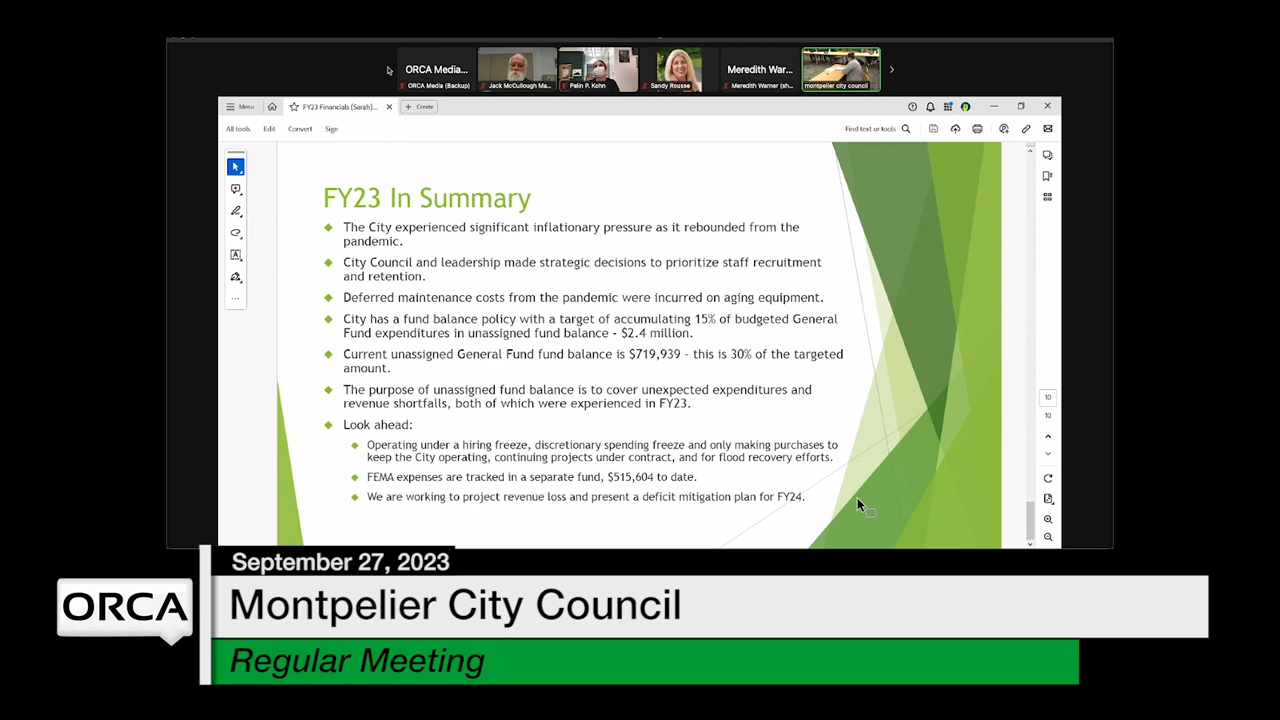 ORCA Media... Meredith War...
ORCA Media (Backup) Jack McCullough Ma... Pelin P. Kohn Sandy Rousse Meredith Warner (sh... montpelier city council
Menu FY23 Financials (Sarah)... Create
All tools Edit Convert Sign Find text or tools
FY23 In Summary
The City experienced significant inflationary pressure as it rebounded from the
pandemic.
City Council and leadership made strategic decisions to prioritize staff recruitment
and retention.
Deferred maintenance costs from the pandemic were incurred on aging equipment.
City has a fund balance policy with a target of accumulating 15% of budgeted General
Fund expenditures in unassigned fund balance - $2.4 million.
Current unassigned General Fund fund balance is $719,939 – this is 30% of the targeted
amount.
The purpose of unassigned fund balance is to cover unexpected expenditures and
revenue shortfalls, both of which were experienced in FY23.
Look ahead:
Operating under a hiring freeze, discretionary spending freeze and only making purchases to
keep the City operating, continuing projects under contract, and for flood recovery efforts.
FEMA expenses are tracked in a separate fund, $515,604 to date.
We are working to project revenue loss and present a deficit mitigation plan for FY24.
10
10
September 27, 2023
ORCA
Montpelier City Council
Regular Meeting